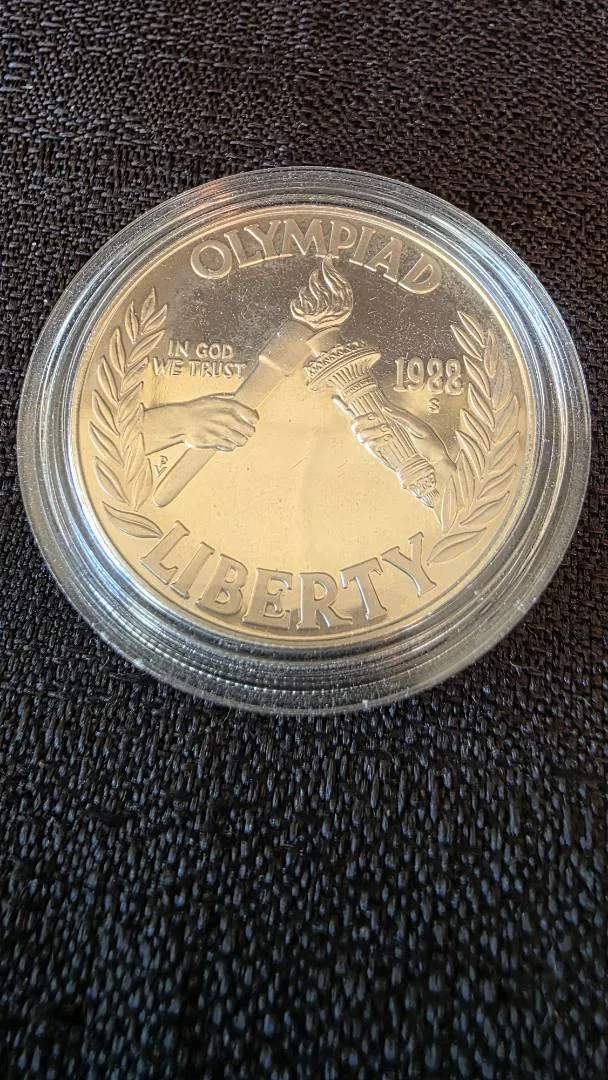 OLYMPIAD
IN GOD
WE TRUST
1988
S
LIBERTY